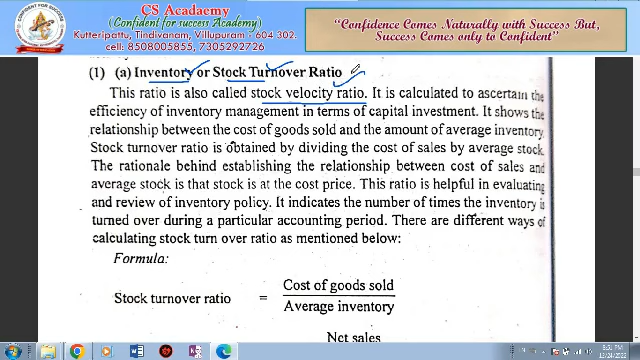 CS Acadaemy
(Confident for success Academy)
Kutteripattu, Tindivanam, Villupuram - 604 302.
cell: 8508005855, 7305292726
"Confidence Comes Naturally with Success But,
Success Comes only to Confident"
(1) (a) Inventory or Stock Turnover Ratio
This ratio is also called stock velocity ratio. It is calculated to ascertain the
efficiency of inventory management in terms of capital investment. It shows the
relationship between the cost of goods sold and the amount of average inventory.
Stock turnover ratio is obtained by dividing the cost of sales by average stock.
The rationale behind establishing the relationship between cost of sales and
average stock is that stock is at the cost price. This ratio is helpful in evaluating
and review of inventory policy. It indicates the number of times the inventory is
turned over during a particular accounting period. There are different ways of
calculating stock turn over ratio as mentioned below:
Formula:
Cost of goods sold
Stock turnover ratio =
Average inventory
Net sales
12/24/2022